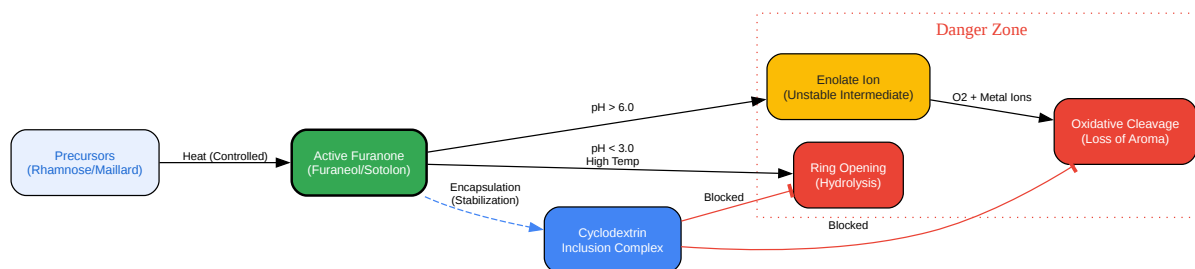 Danger Zone
Enolate Ion
(Unstable Intermediate)
O2 + Metal Ions
pH > 6.0
Oxidative Cleavage
(Loss of Aroma)
Precursors
(Rhamnose/Maillard)
Heat (Controlled)
Active Furanone
(Furaneol/Sotolon)
pH < 3.0
High Temp
Ring Opening
(Hydrolysis)
Encapsulation
(Stabilization)
Blocked
Cyclodextrin
Inclusion Complex
Blocked